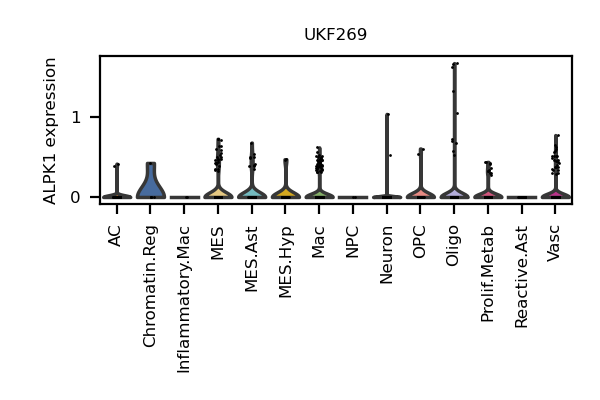 UKF269
ALPK1 expression
1
0
AC
Chromatin.Reg
Inflammatory.Mac
MES
MES.Ast
MES.Hyp
Mac
NPC
Neuron
OPC
Oligo
Prolif.Metab
Reactive.Ast
Vasc